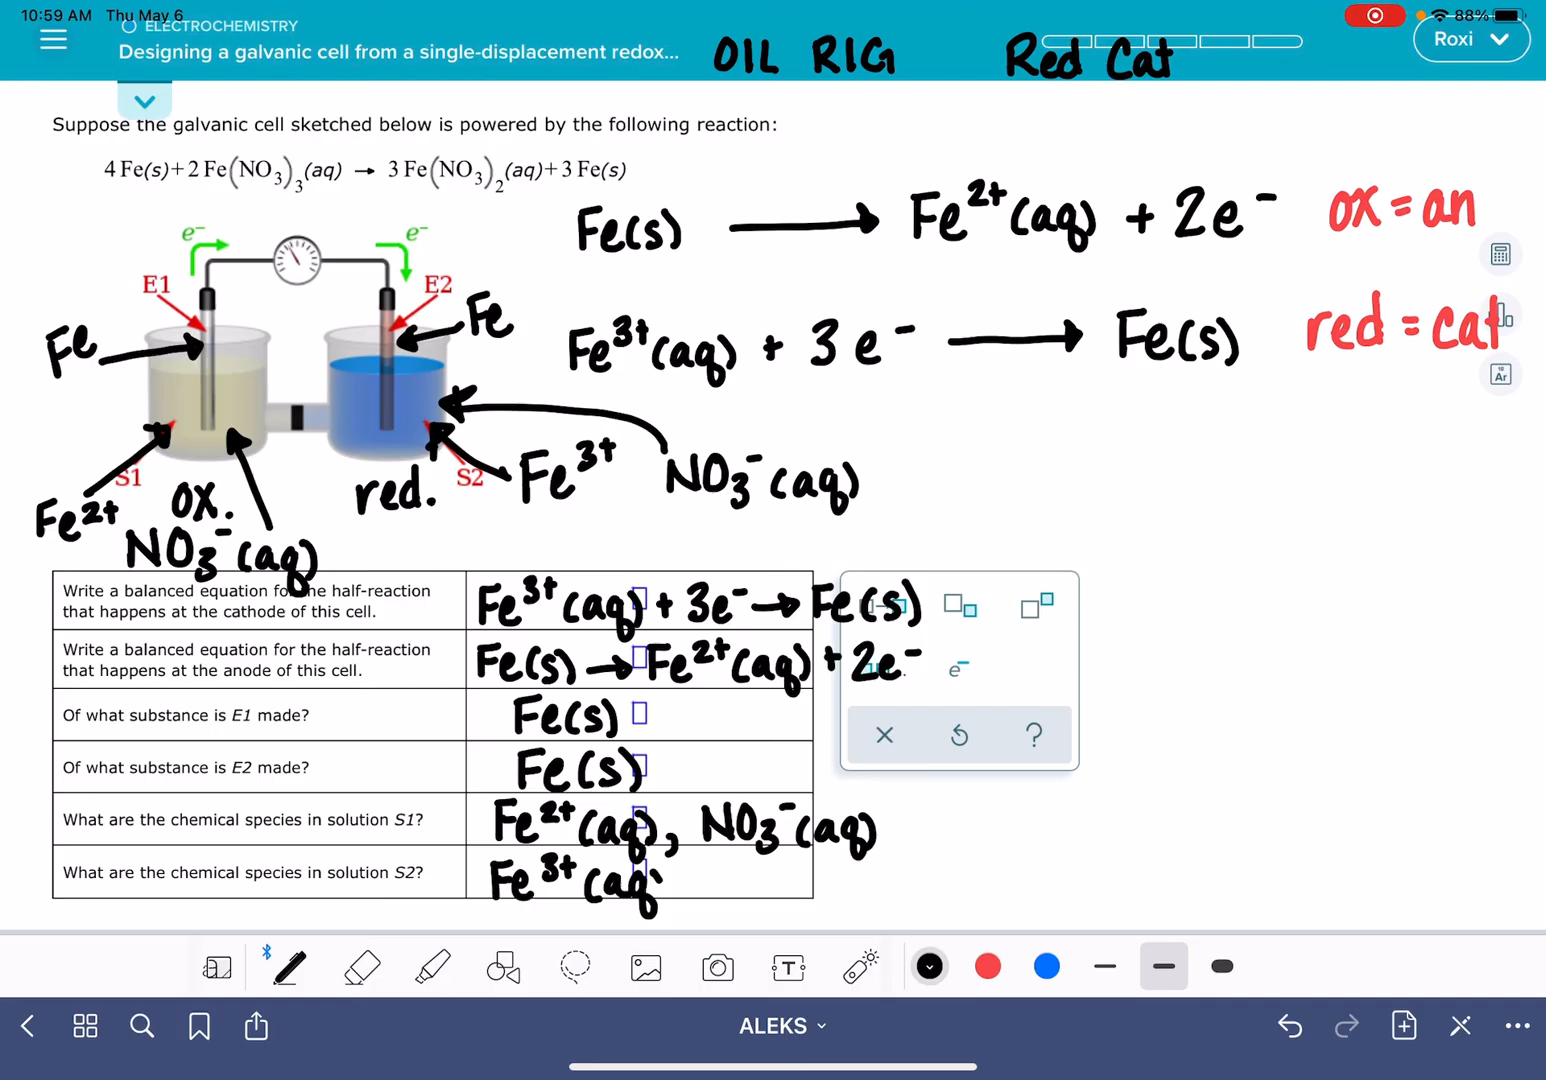 10:59 AM Thu May 6
88%
ELECTROCHEMISTRY
Designing a galvanic cell from a single-displacement redox...
OIL RIG
Red Cat
Roxi
Suppose the galvanic cell sketched below is powered by the following reaction:
4 Fe(s)+2 Fe(NO₃)₃(aq) → 3 Fe(NO₃)₂(aq)+3 Fe(s)
Fe(s) ⟶ Fe²⁺(aq) + 2e⁻ ox = an
Fe³⁺(aq) + 3 e⁻ ⟶ Fe(s) red = cat
e⁻ e⁻
E1 E2
Fe Fe
Ar
S1 S2
Fe²⁺ ox. red. Fe³⁺ NO₃⁻(aq)
NO₃⁻(aq)
Write a balanced equation for the half-reaction
that happens at the cathode of this cell.
Fe³⁺(aq) + 3e⁻ → Fe(s)
Write a balanced equation for the half-reaction
that happens at the anode of this cell.
Fe(s) → Fe²⁺(aq) + 2e⁻
e⁻
Of what substance is E1 made? Fe(s)
?
Of what substance is E2 made? Fe(s)
What are the chemical species in solution S1? Fe²⁺(aq), NO₃⁻(aq)
What are the chemical species in solution S2? Fe³⁺(aq
T
ALEKS